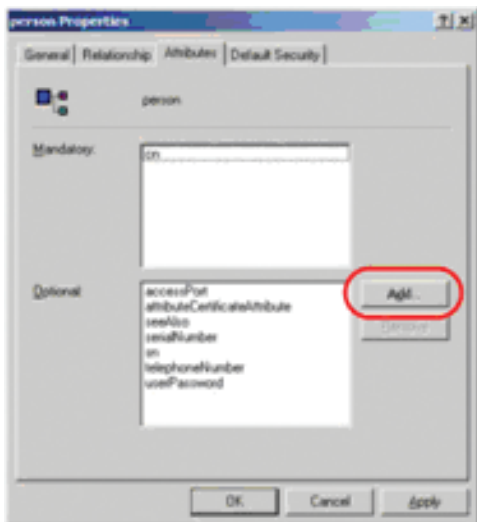 person Properties
General Relationship Attributes Default Security
person
Mandatory:
cn
Optional:
accessPort
attributeCertificateAttribute
seeAlso
serialNumber
sn
telephoneNumber
userPassword
Add...
Remove
OK Cancel Apply